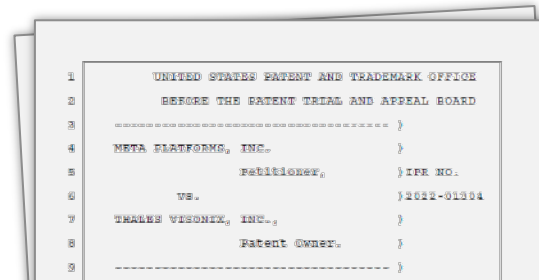 1 UNITED STATES PATENT AND TRADEMARK OFFICE
2 BEFORE THE PATENT TRIAL AND APPEAL BOARD
3 ---------------------------------- )
4 META PLATFORMS, INC. )
5 Petitioner, ) IPR NO.
6 vs. ) 2022-01304
7 THALES VISONIX, INC., )
8 Patent Owner. )
9 ---------------------------------- )